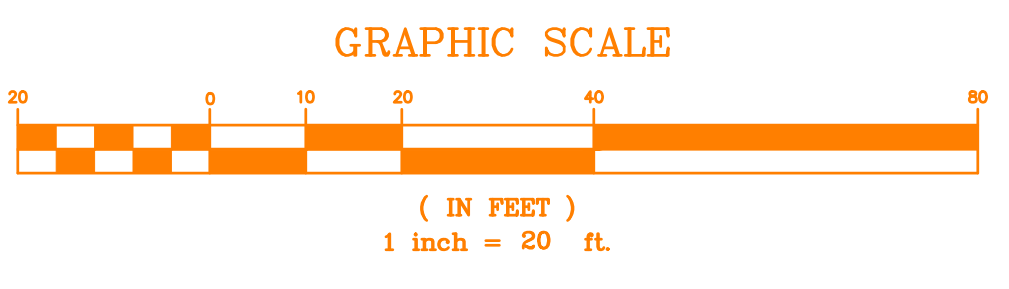 GRAPHIC SCALE
20 0 10 20 40 80
( IN FEET )
1 inch = 20 ft.